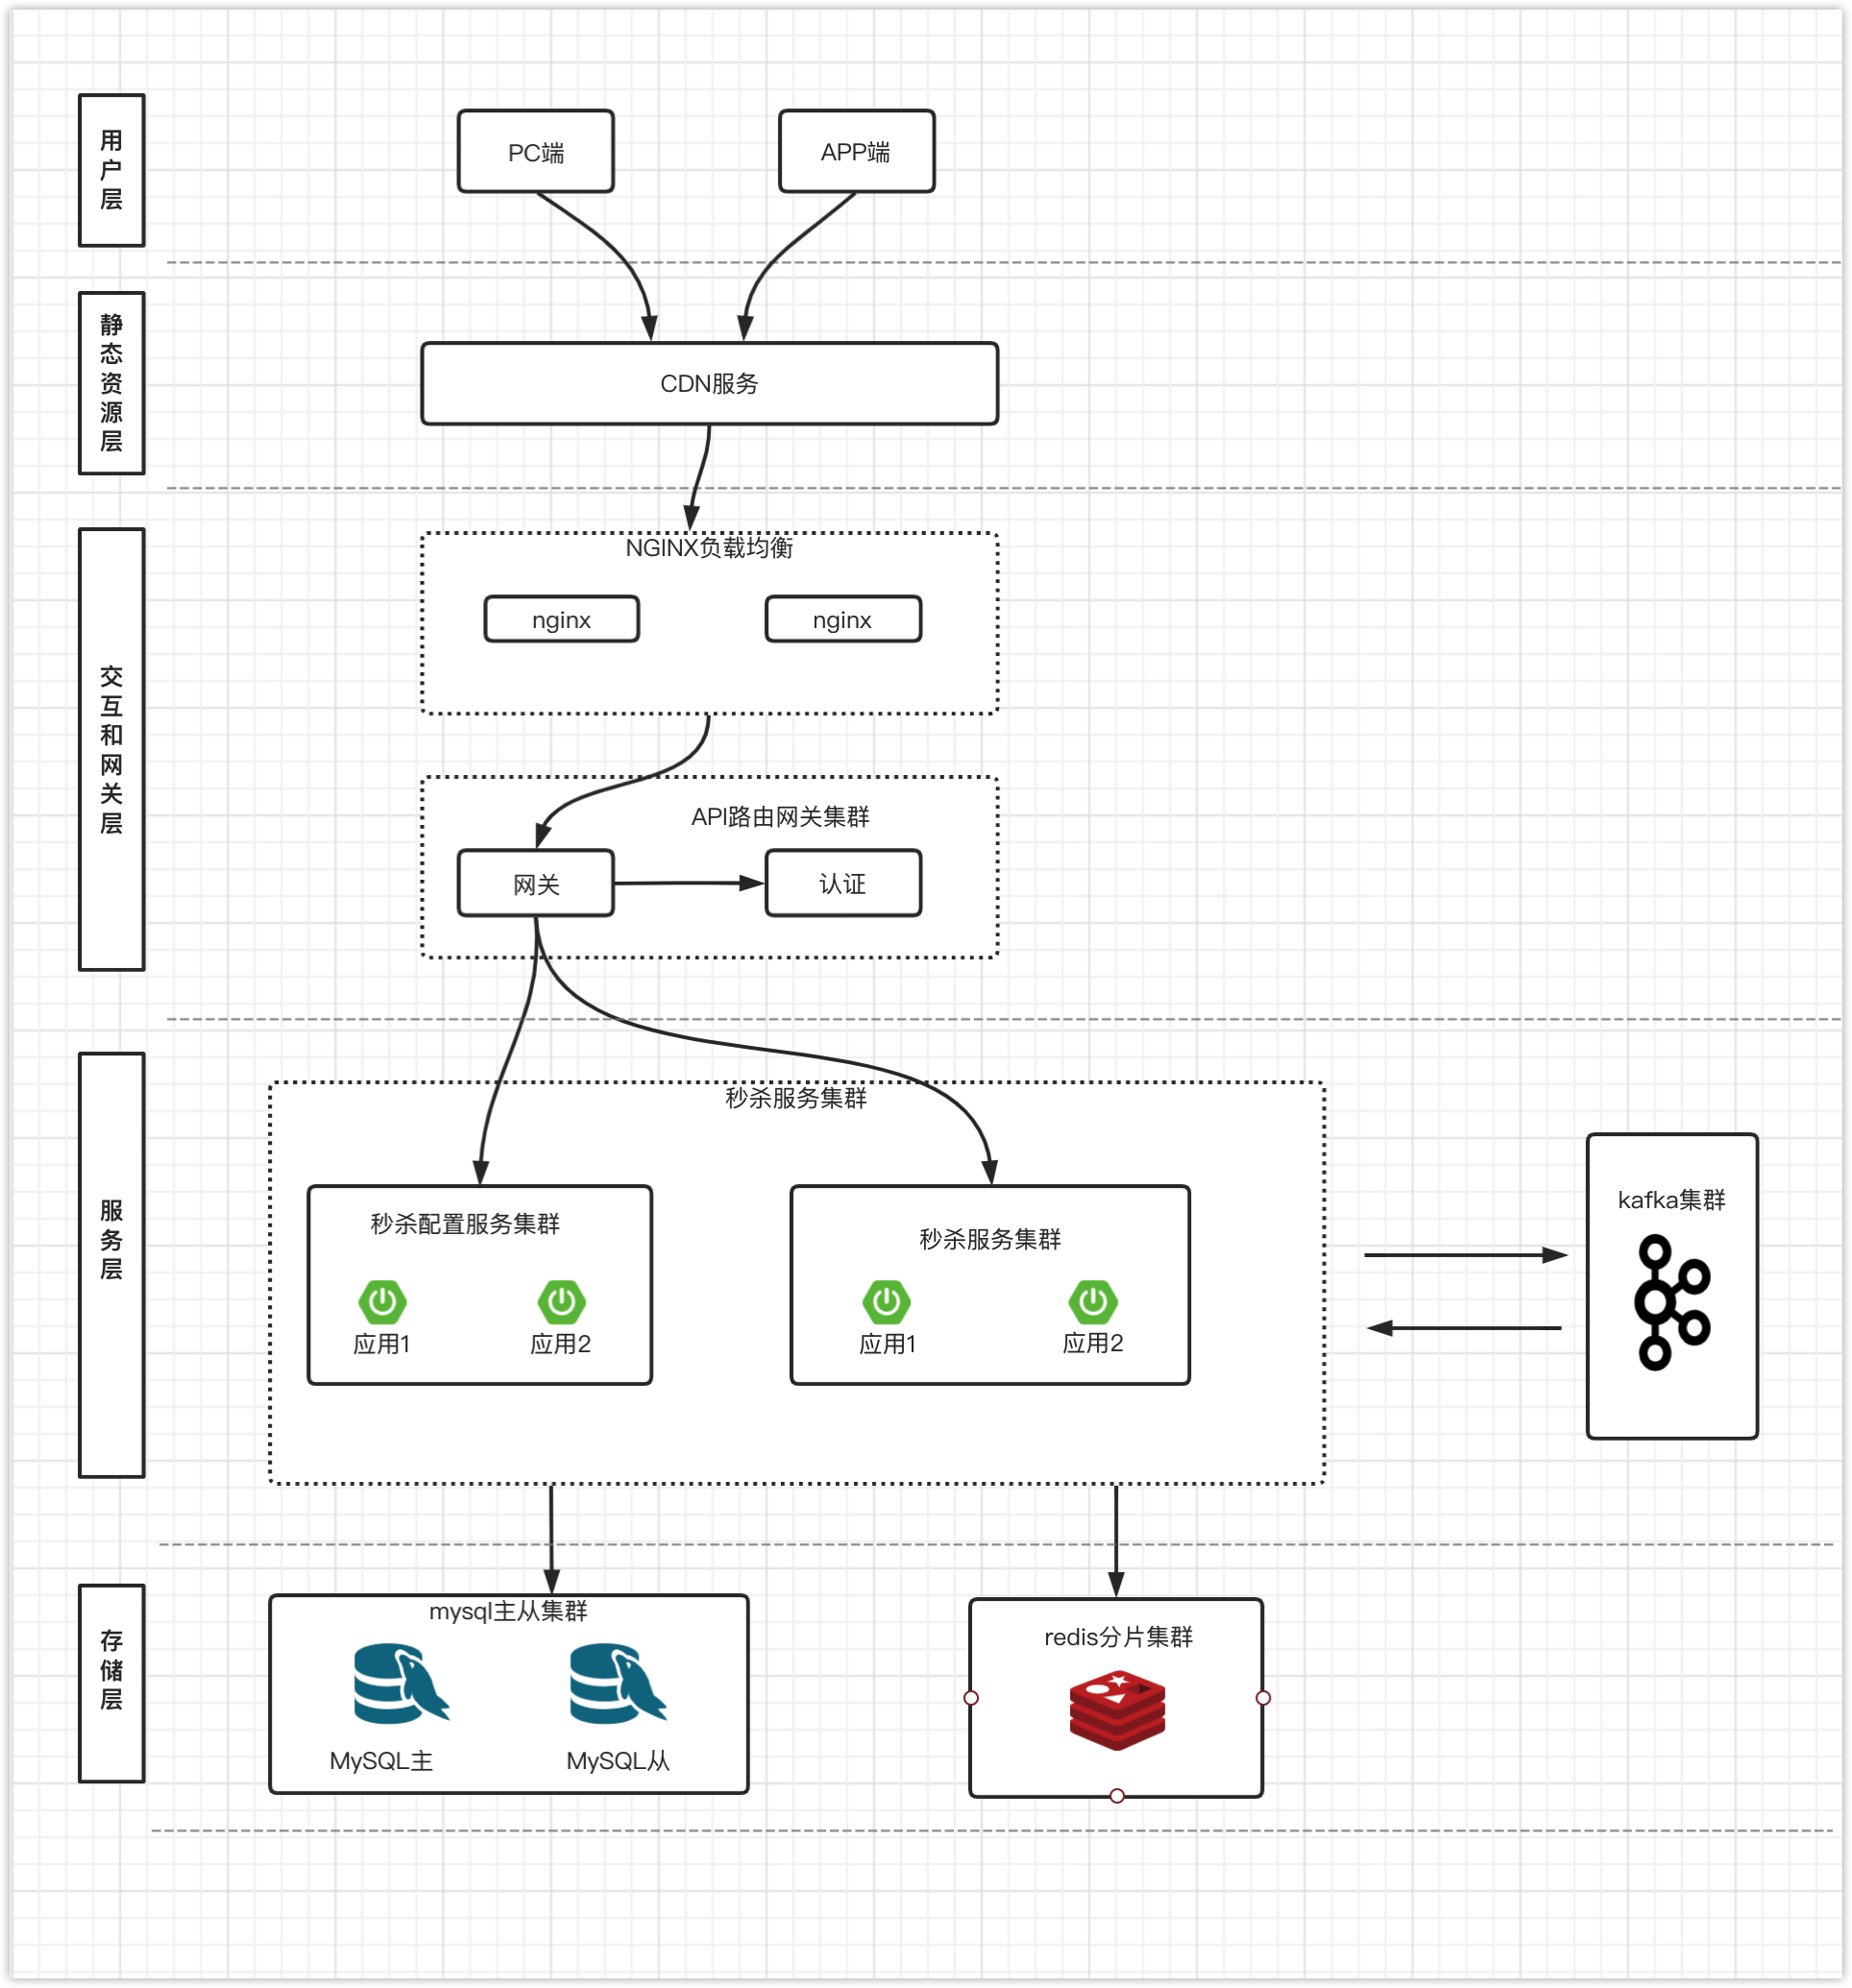 用户层
PC端
APP端
静态资源层
CDN服务
交互和网关层
NGINX负载均衡
nginx
nginx
API路由网关集群
网关
认证
服务层
秒杀服务集群
秒杀配置服务集群
应用1
应用2
秒杀服务集群
应用1
应用2
kafka集群
存储层
mysql主从集群
MySQL主
MySQL从
redis分片集群